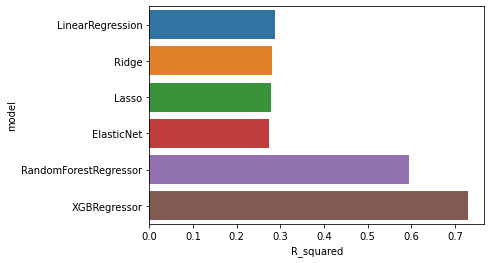 LinearRegression
Ridge
Lasso
ElasticNet
RandomForestRegressor
XGBRegressor
model
0.0 0.1 0.2 0.3 0.4 0.5 0.6 0.7
R_squared